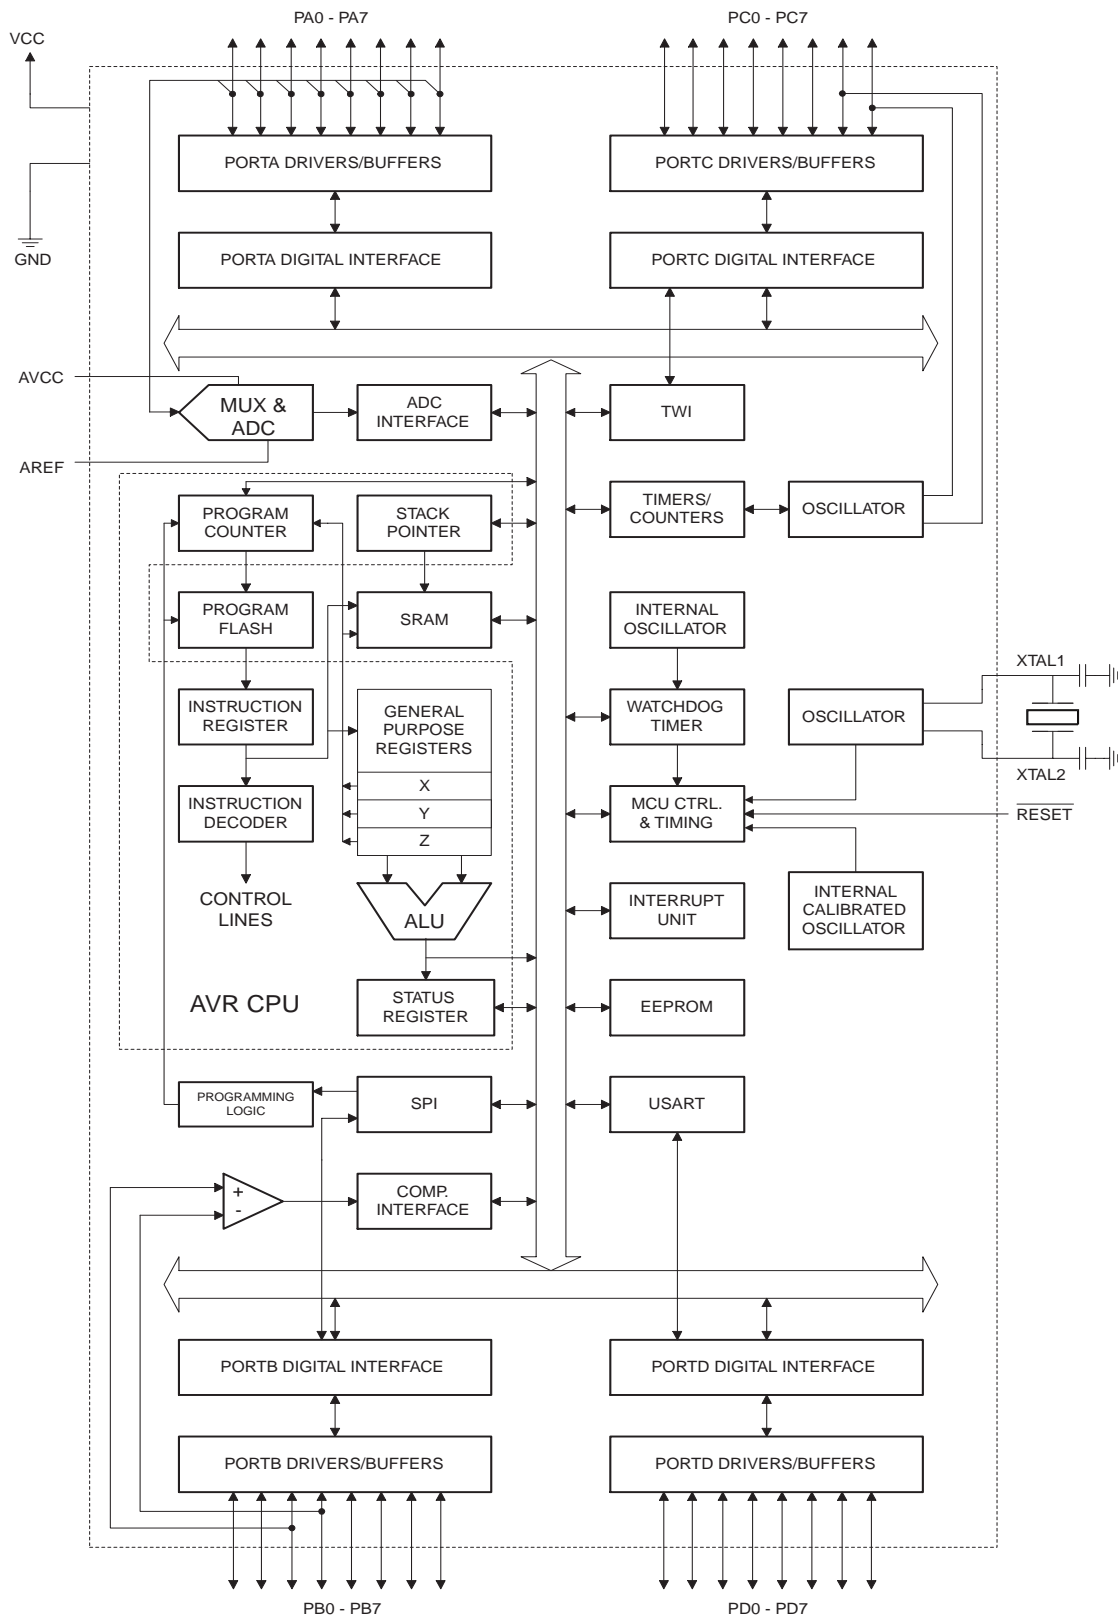 PA0 - PA7
PC0 - PC7
VCC
PORTA DRIVERS/BUFFERS
PORTC DRIVERS/BUFFERS
GND
PORTA DIGITAL INTERFACE
PORTC DIGITAL INTERFACE
AVCC
MUX &
ADC
ADC
INTERFACE
TWI
AREF
PROGRAM
COUNTER
STACK
POINTER
TIMERS/
COUNTERS
OSCILLATOR
PROGRAM
FLASH
SRAM
INTERNAL
OSCILLATOR
XTAL1
INSTRUCTION
REGISTER
GENERAL
PURPOSE
REGISTERS
WATCHDOG
TIMER
OSCILLATOR
XTAL2
X
INSTRUCTION
DECODER
Y
MCU CTRL.
& TIMING
RESET
Z
CONTROL
LINES
ALU
INTERRUPT
UNIT
INTERNAL
CALIBRATED
OSCILLATOR
AVR CPU
STATUS
REGISTER
EEPROM
PROGRAMMING
LOGIC
SPI
USART
+
-
COMP.
INTERFACE
PORTB DIGITAL INTERFACE
PORTD DIGITAL INTERFACE
PORTB DRIVERS/BUFFERS
PORTD DRIVERS/BUFFERS
PB0 - PB7
PD0 - PD7